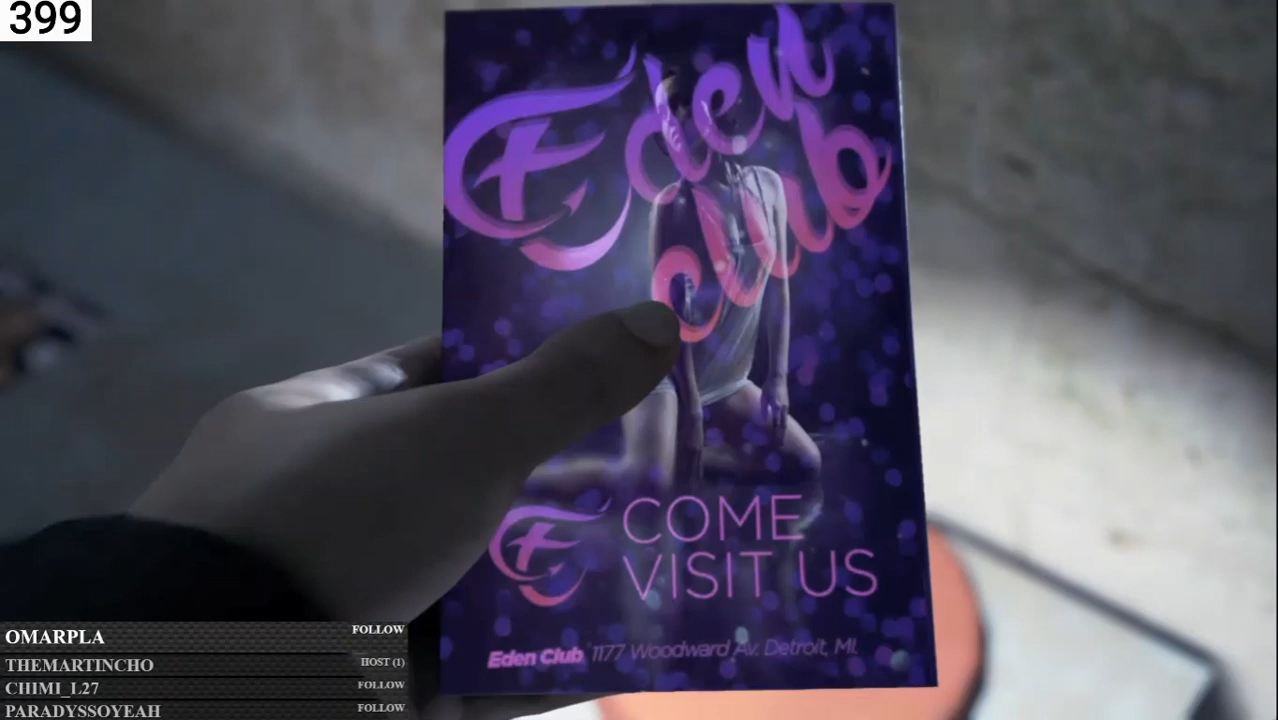 399
Eden
Club
COME
VISIT US
Eden Club 1177 Woodward Av. Detroit, MI.
OMARPLA FOLLOW
THEMARTINCHO HOST (1)
CHIMI_L27 FOLLOW
PARADYSSOYEAH FOLLOW